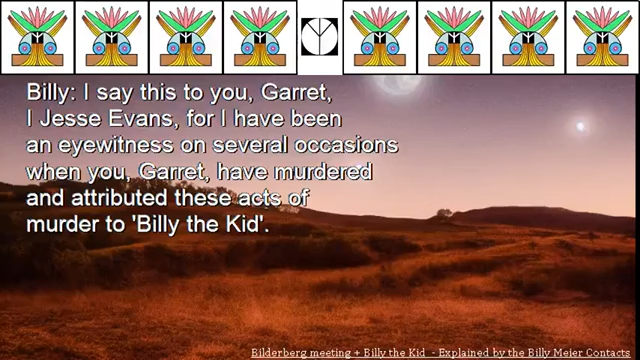 Billy: I say this to you, Garret,
I Jesse Evans, for I have been
an eyewitness on several occasions
when you, Garret, have murdered
and attributed these acts of
murder to 'Billy the Kid'.
Bilderberg meeting + Billy the Kid - Explained by the Billy Meier Contacts